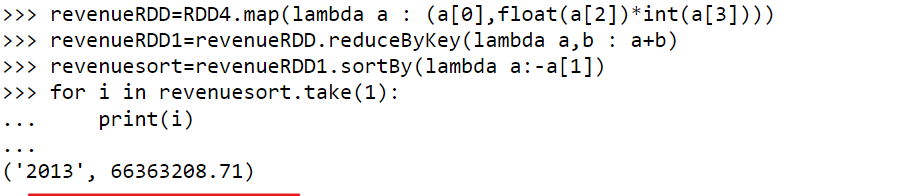 >>> revenueRDD=RDD4.map(lambda a : (a[0],float(a[2])*int(a[3])))
>>> revenueRDD1=revenueRDD.reduceByKey(lambda a,b : a+b)
>>> revenuesort=revenueRDD1.sortBy(lambda a:-a[1])
>>> for i in revenuesort.take(1):
...     print(i)
...
('2013', 66363208.71)